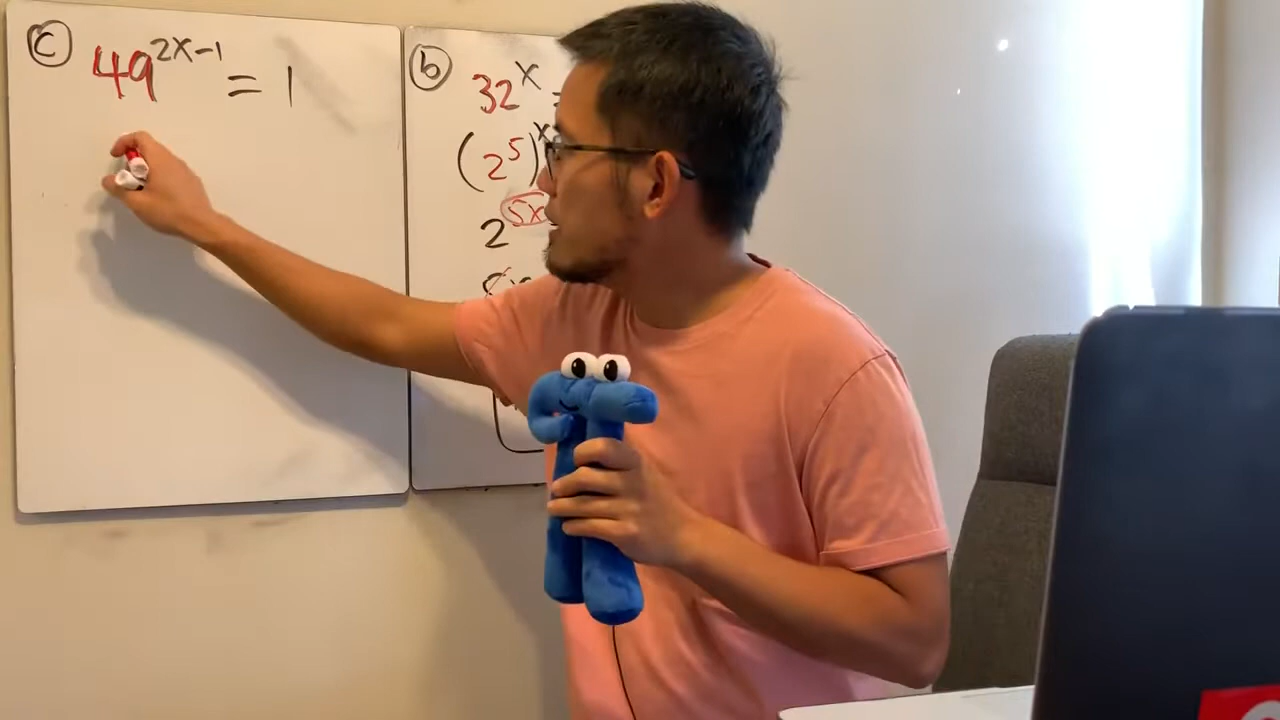 ⓒ 49^{2x-1} = 1
ⓑ 32^x =
(2^5)^x
2^{5x}